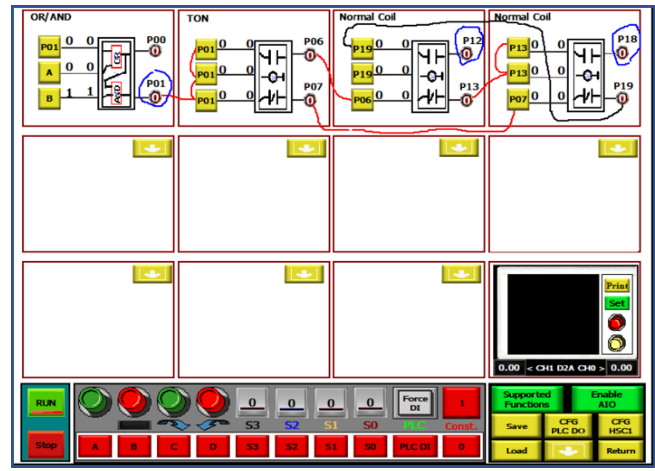 OR/AND
TON
Normal Coil
Normal Coil
P01 0 0 P00
A 0 0
B 1 1 P01
OR
AND
P01 0 0 P06
P01 0 0
P01 0 0 P07
P19 0 0 P12
P19 0 0
P06 0 0 P13
P13 0 0 P18
P13 0 0
P07 0 0 P19
Print
Set
0.00 < CH1 D2A CH0 > 0.00
RUN
0 0 0 0
Force
DI
1
S3 S2 S1 S0 PLC Const.
Stop
A B C D S3 S2 S1 S0 PLC DI 0
Supported
Functions
Enable
AIO
Save
CFG
PLC DO
CFG
HSC1
Load
Return